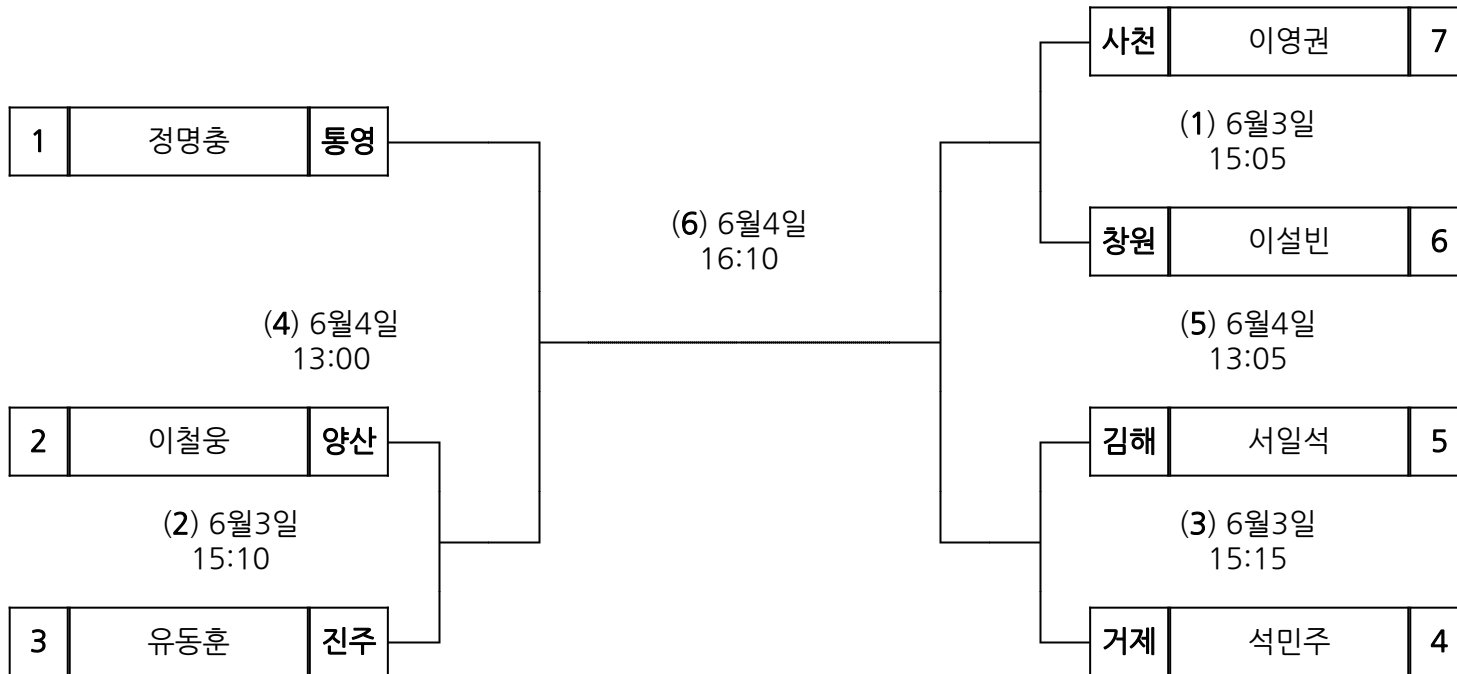 사천 이영권 7
1 정명충 통영
(1) 6월3일
15:05
(6) 6월4일
16:10
창원 이설빈 6
(4) 6월4일
13:00
(5) 6월4일
13:05
2 이철웅 양산
김해 서일석 5
(2) 6월3일
15:10
(3) 6월3일
15:15
3 유동훈 진주
거제 석민주 4